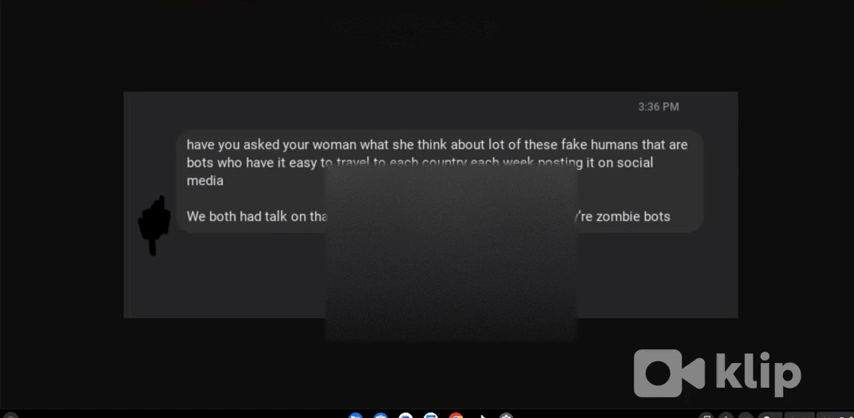 3:36 PM
have you asked your woman what she think about lot of these fake humans that are
bots who have it easy to travel to each country each week posting it on social
media
We both had talk on tha
y're zombie bots
klip